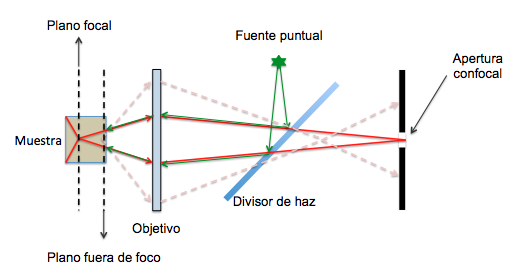 Plano focal
Fuente puntual
Apertura
confocal
Muestra
Divisor de haz
Objetivo
Plano fuera de foco